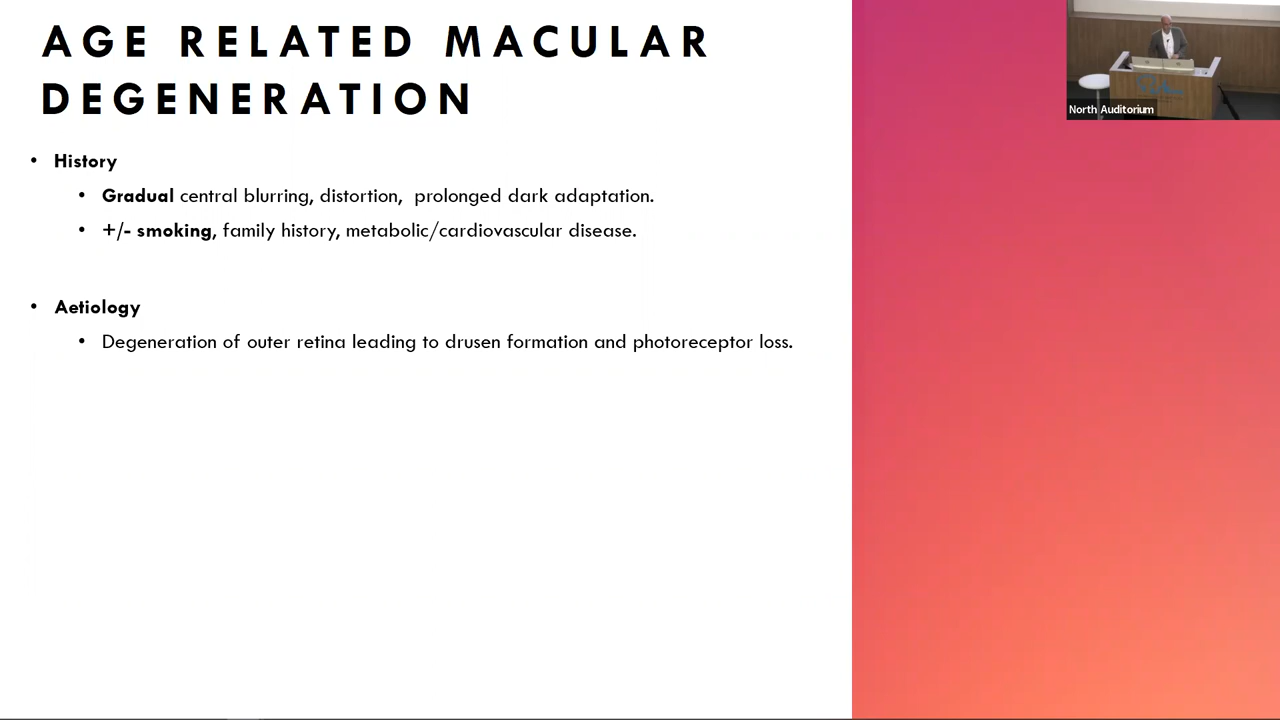 AGE RELATED MACULAR
DEGENERATION
North Auditorium
• History
• Gradual central blurring, distortion,  prolonged dark adaptation.
• +/- smoking, family history, metabolic/cardiovascular disease.
• Aetiology
• Degeneration of outer retina leading to drusen formation and photoreceptor loss.